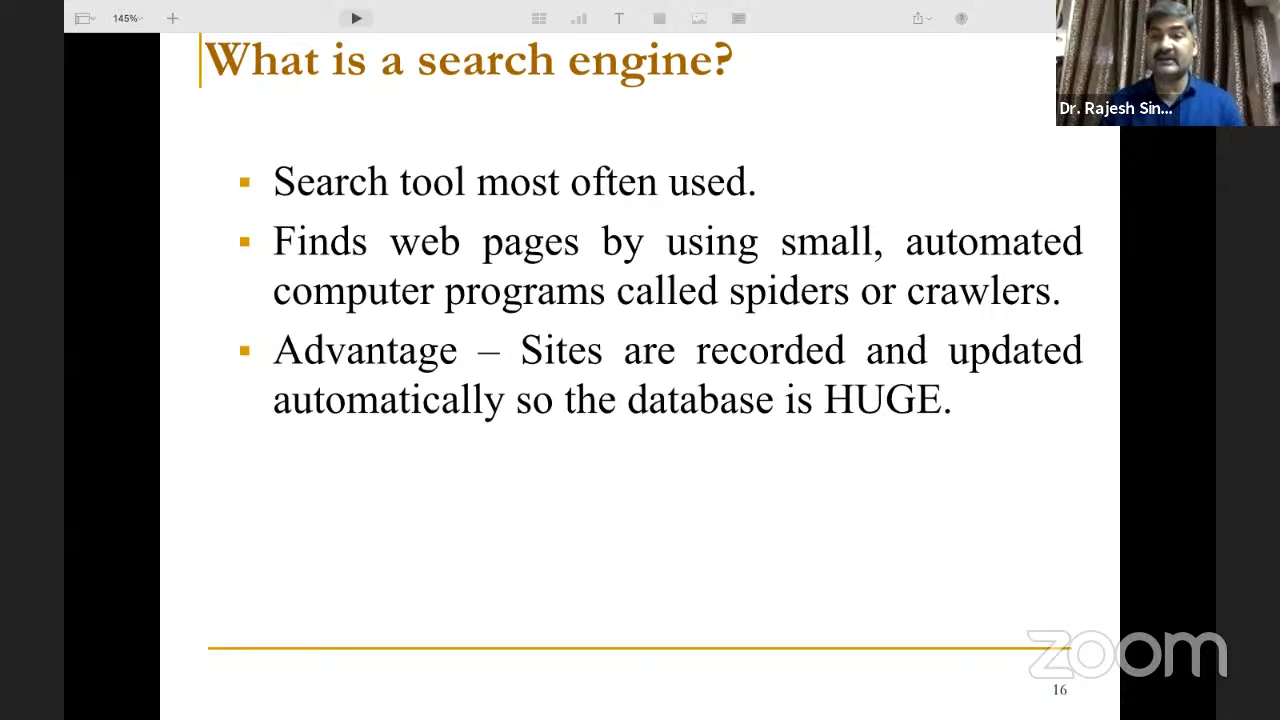 145%
T
?
What is a search engine?
Dr. Rajesh Sin...
Search tool most often used.
Finds web pages by using small, automated
computer programs called spiders or crawlers.
Advantage – Sites are recorded and updated
automatically so the database is HUGE.
zoom
16